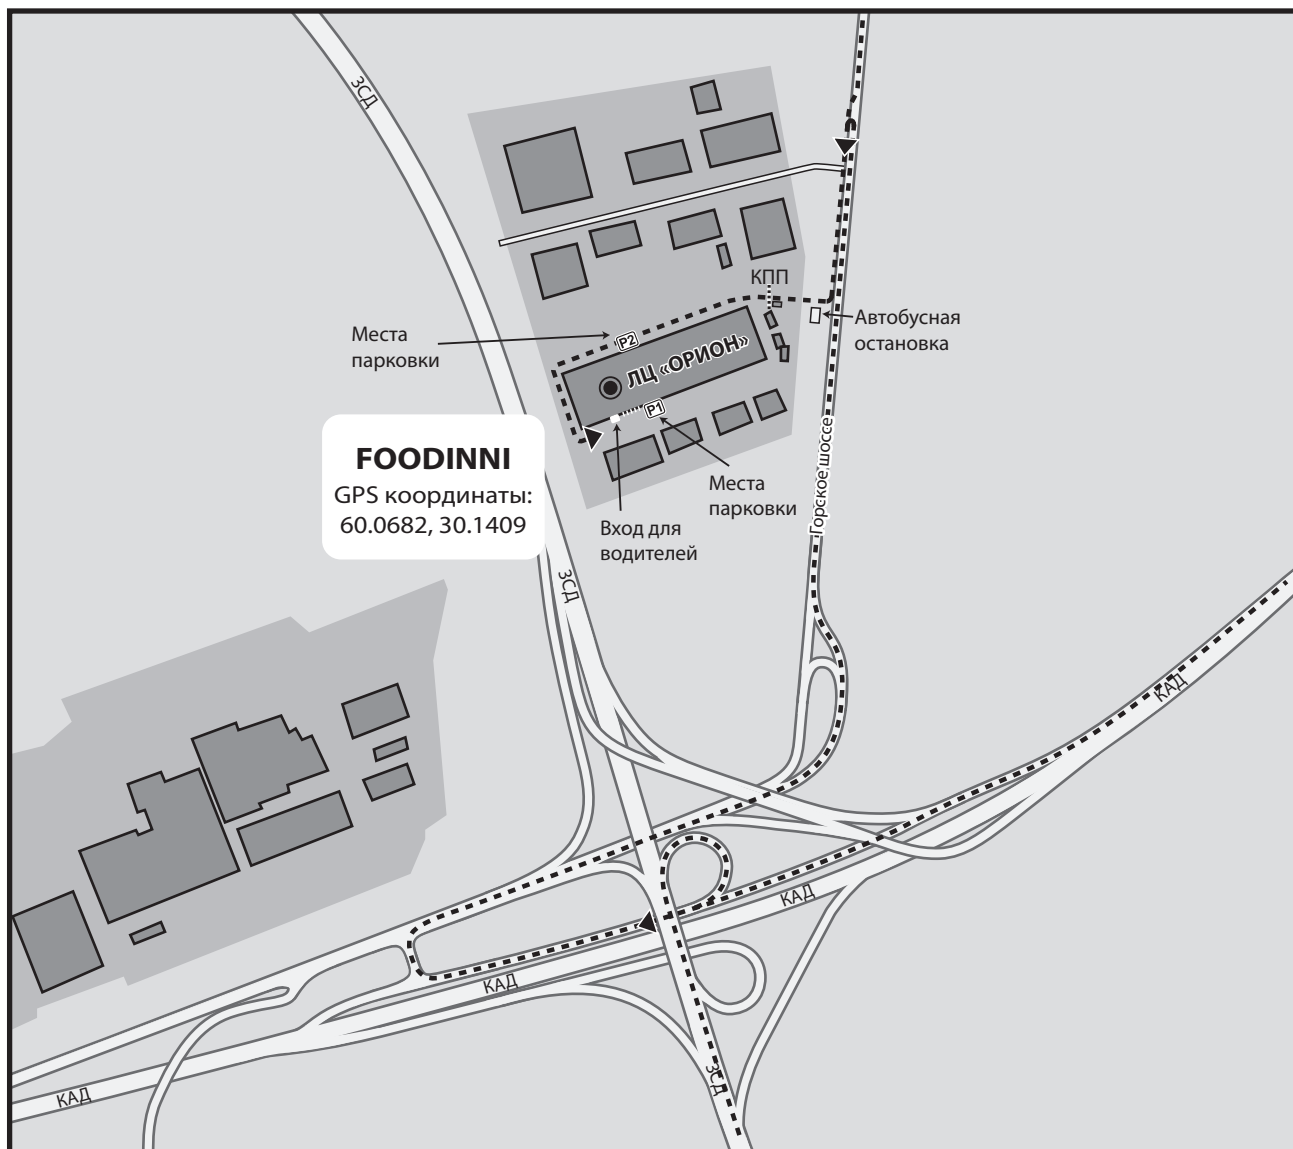 ЗСД
КПП
Автобусная
остановка
Места
парковки
P2
ЛЦ «ОРИОН»
P1
FOODINNI
GPS координаты:
60.0682, 30.1409
Места
парковки
Вход для
водителей
Горское шоссе
ЗСД
КАД
КАД
КАД
ЗСД
КАД